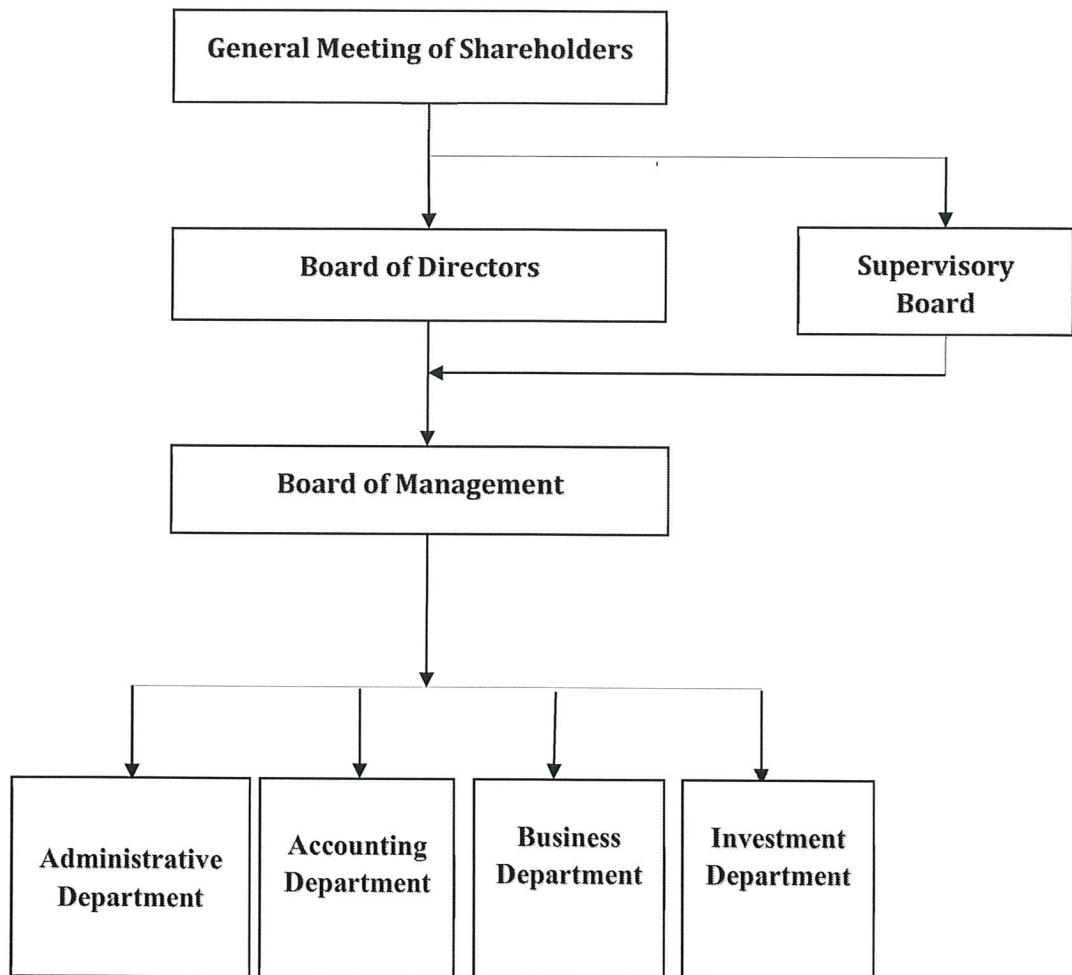 General Meeting of Shareholders
Board of Directors
Supervisory
Board
Board of Management
Administrative
Department
Accounting
Department
Business
Department
Investment
Department